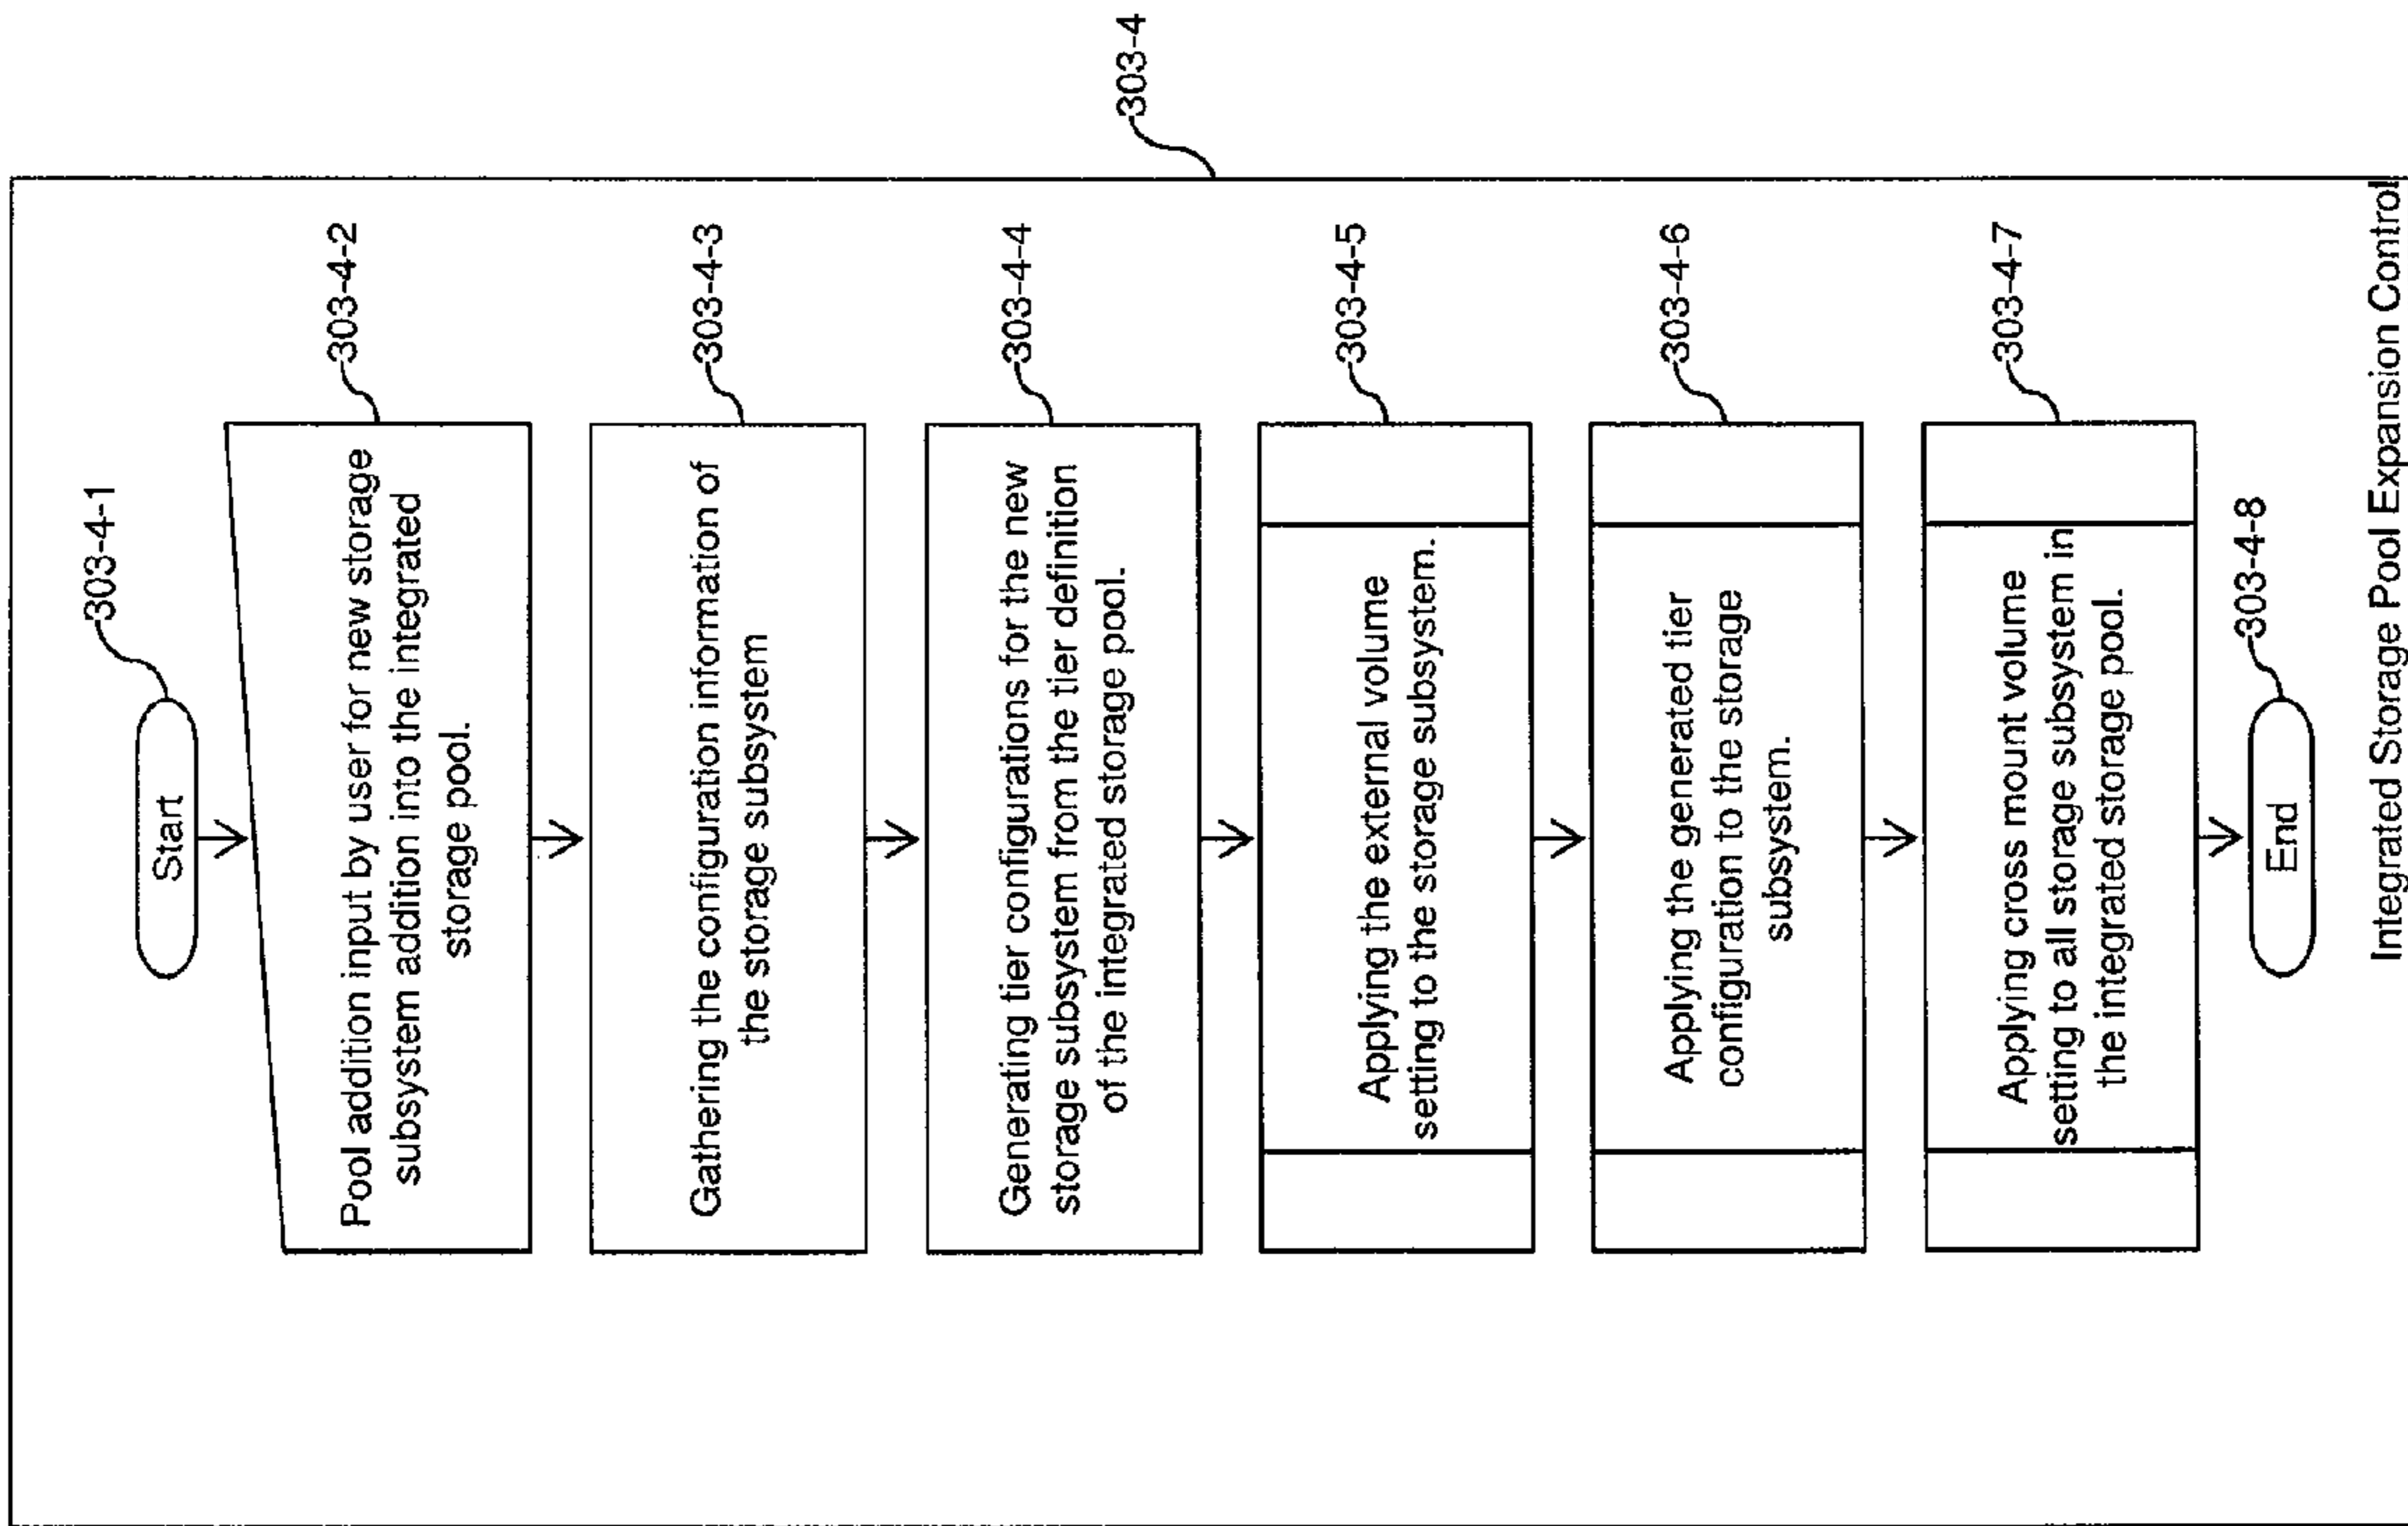 303-4
303-4-1
Start
303-4-2
Pool addition input by user for new storage
subsystem addition into the integrated
storage pool.
303-4-3
Gathering the configuration information of
the storage subsystem
303-4-4
Generating tier configurations for the new
storage subsystem from the tier definition
of the integrated storage pool.
303-4-5
Applying the external volume
setting to the storage subsystem.
303-4-6
Applying the generated tier
configuration to the storage
subsystem.
303-4-7
Applying cross mount volume
setting to all storage subsystem in
the integrated storage pool.
303-4-8
End
Integrated Storage Pool Expansion Control